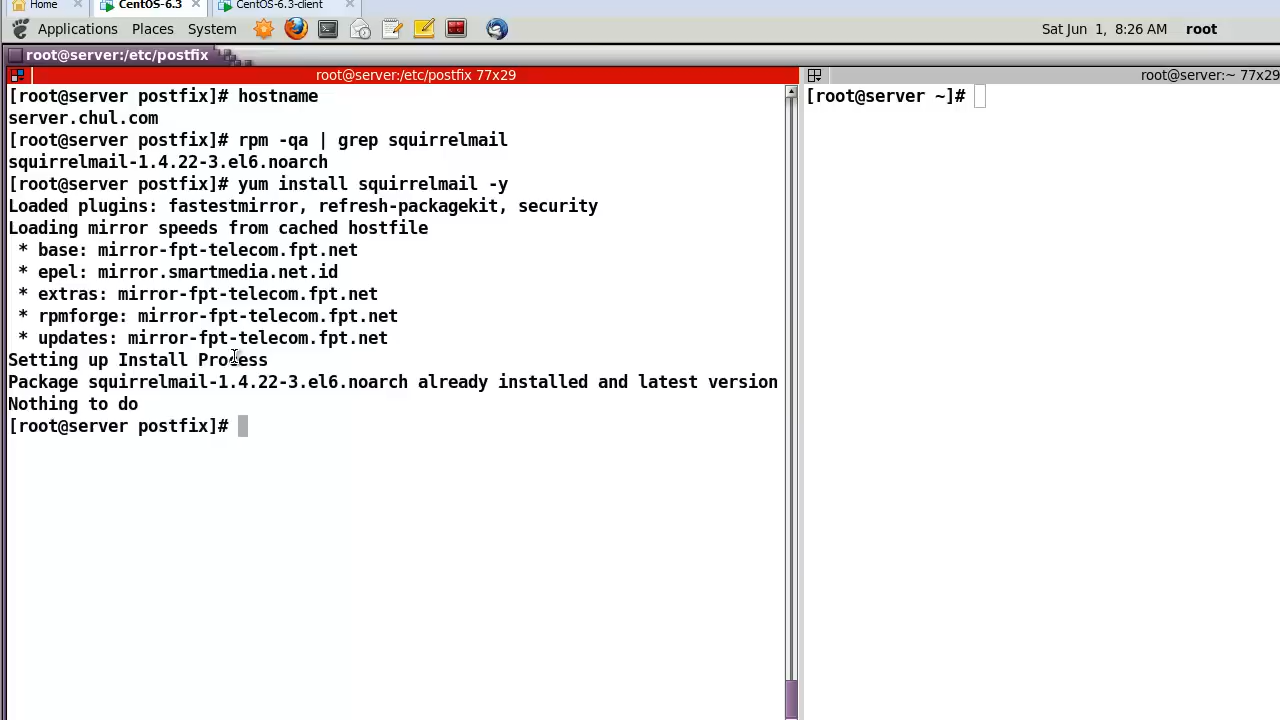 Home
CentOS-6.3
CentOS-6.3-client
Applications Places System
Sat Jun 1, 8:26 AM root
root@server:/etc/postfix
root@server:/etc/postfix 77x29
[root@server postfix]# hostname
server.chul.com
[root@server postfix]# rpm -qa | grep squirrelmail
squirrelmail-1.4.22-3.el6.noarch
[root@server postfix]# yum install squirrelmail -y
Loaded plugins: fastestmirror, refresh-packagekit, security
Loading mirror speeds from cached hostfile
* base: mirror-fpt-telecom.fpt.net
* epel: mirror.smartmedia.net.id
* extras: mirror-fpt-telecom.fpt.net
* rpmforge: mirror-fpt-telecom.fpt.net
* updates: mirror-fpt-telecom.fpt.net
Setting up Install Process
Package squirrelmail-1.4.22-3.el6.noarch already installed and latest version
Nothing to do
[root@server postfix]#
root@server:~ 77x29
[root@server ~]#